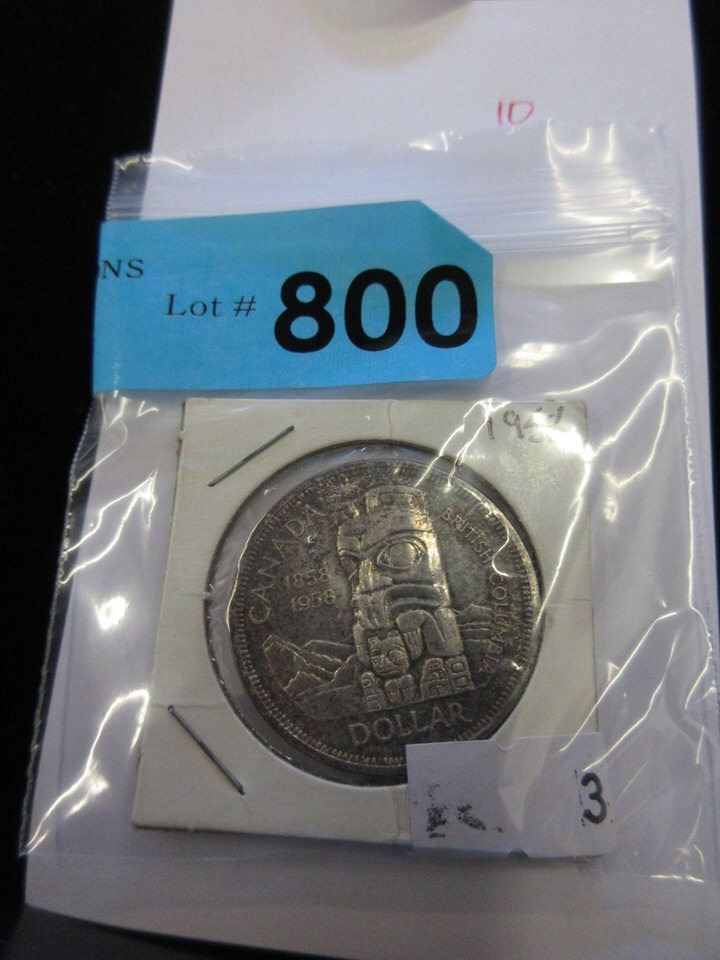 10
NS
Lot # 800
1958
CANADA
1858
1958
BRITISH COLUMBIA
DOLLAR
3